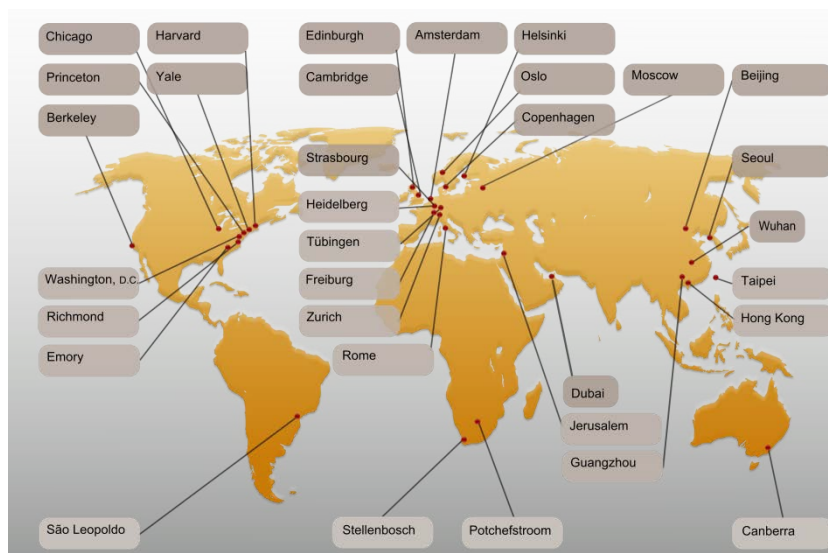 Chicago
Harvard
Edinburgh
Amsterdam
Helsinki
Princeton
Yale
Cambridge
Oslo
Moscow
Beijing
Berkeley
Copenhagen
Strasbourg
Seoul
Heidelberg
Wuhan
Tübingen
Washington, D.C.
Freiburg
Taipei
Richmond
Zurich
Hong Kong
Emory
Rome
Dubai
Jerusalem
Guangzhou
São Leopoldo
Stellenbosch
Potchefstroom
Canberra